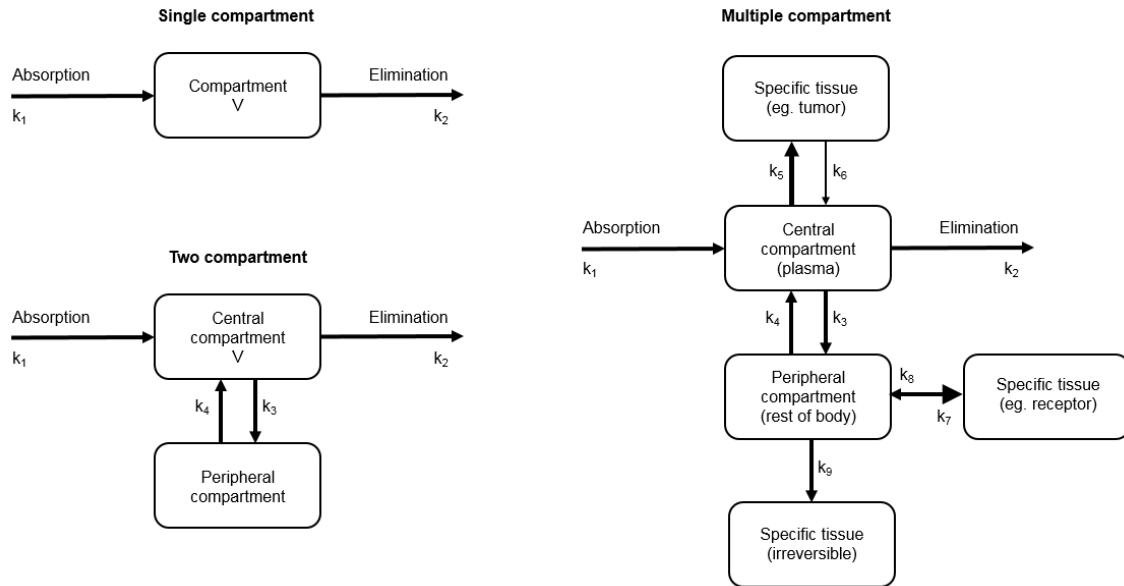 Single compartment
Absorption
k1
Compartment
V
Elimination
k2
Two compartment
Absorption
k1
Central
compartment
V
Elimination
k2
k4
k3
Peripheral
compartment
Multiple compartment
Specific tissue
(eg. tumor)
k5
k6
Absorption
k1
Central
compartment
(plasma)
Elimination
k2
k4
k3
Peripheral
compartment
(rest of body)
k8
k7
Specific tissue
(eg. receptor)
k9
Specific tissue
(irreversible)